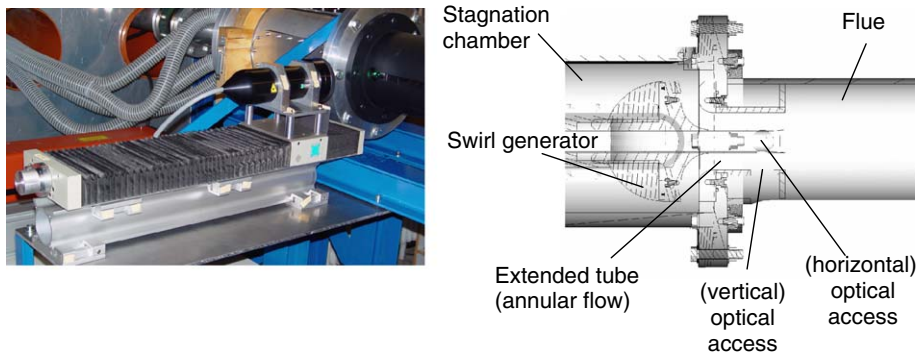 Stagnation
chamber
Flue
Swirl generator
Extended tube
(annular flow)
(vertical)
optical
access
(horizontal)
optical
access